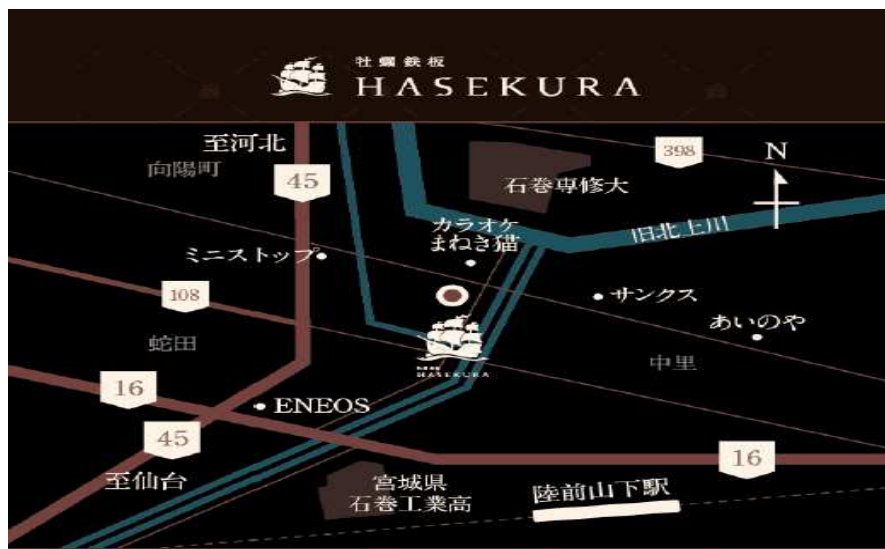 牡蠣鉄板
HASEKURA
至河北
向陽町
45
398
N
石巻専修大
カラオケ
まねき猫
旧北上川
ミニストップ
108
サンクス
あいのや
蛇田
中里
HASEKURA
16
ENEOS
45
16
至仙台
宮城県
石巻工業高
陸前山下駅